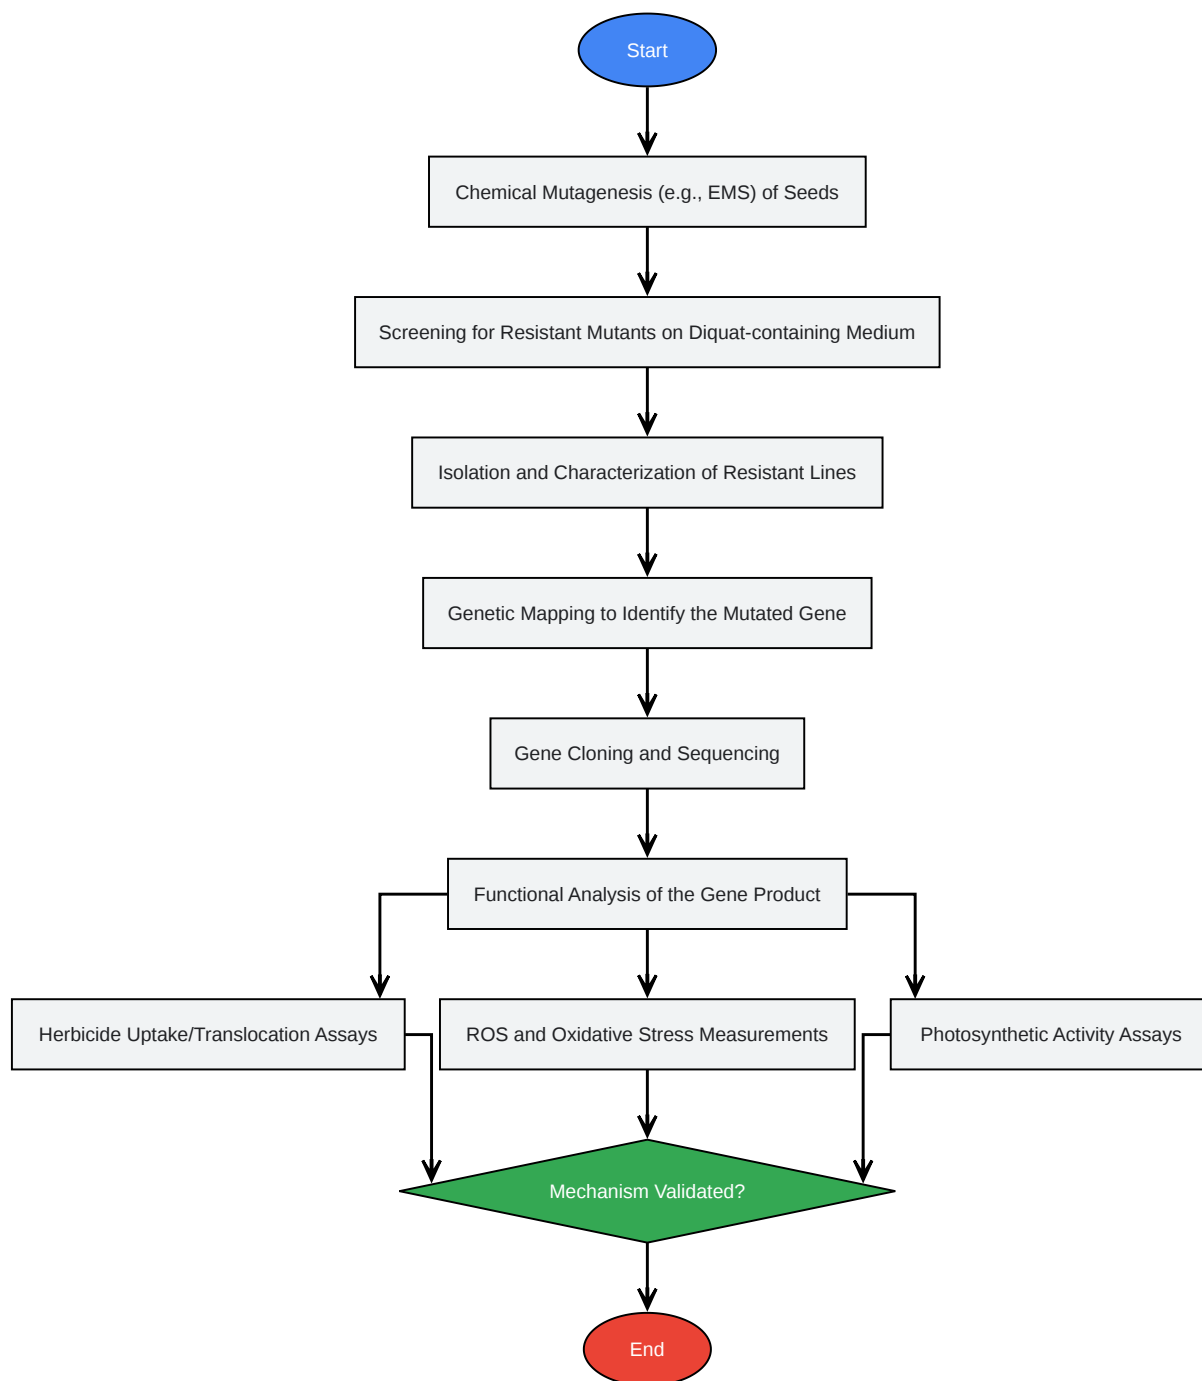 Start
Chemical Mutagenesis (e.g., EMS) of Seeds
Screening for Resistant Mutants on Diquat-containing Medium
Isolation and Characterization of Resistant Lines
Genetic Mapping to Identify the Mutated Gene
Gene Cloning and Sequencing
Functional Analysis of the Gene Product
Herbicide Uptake/Translocation Assays
ROS and Oxidative Stress Measurements
Photosynthetic Activity Assays
Mechanism Validated?
End